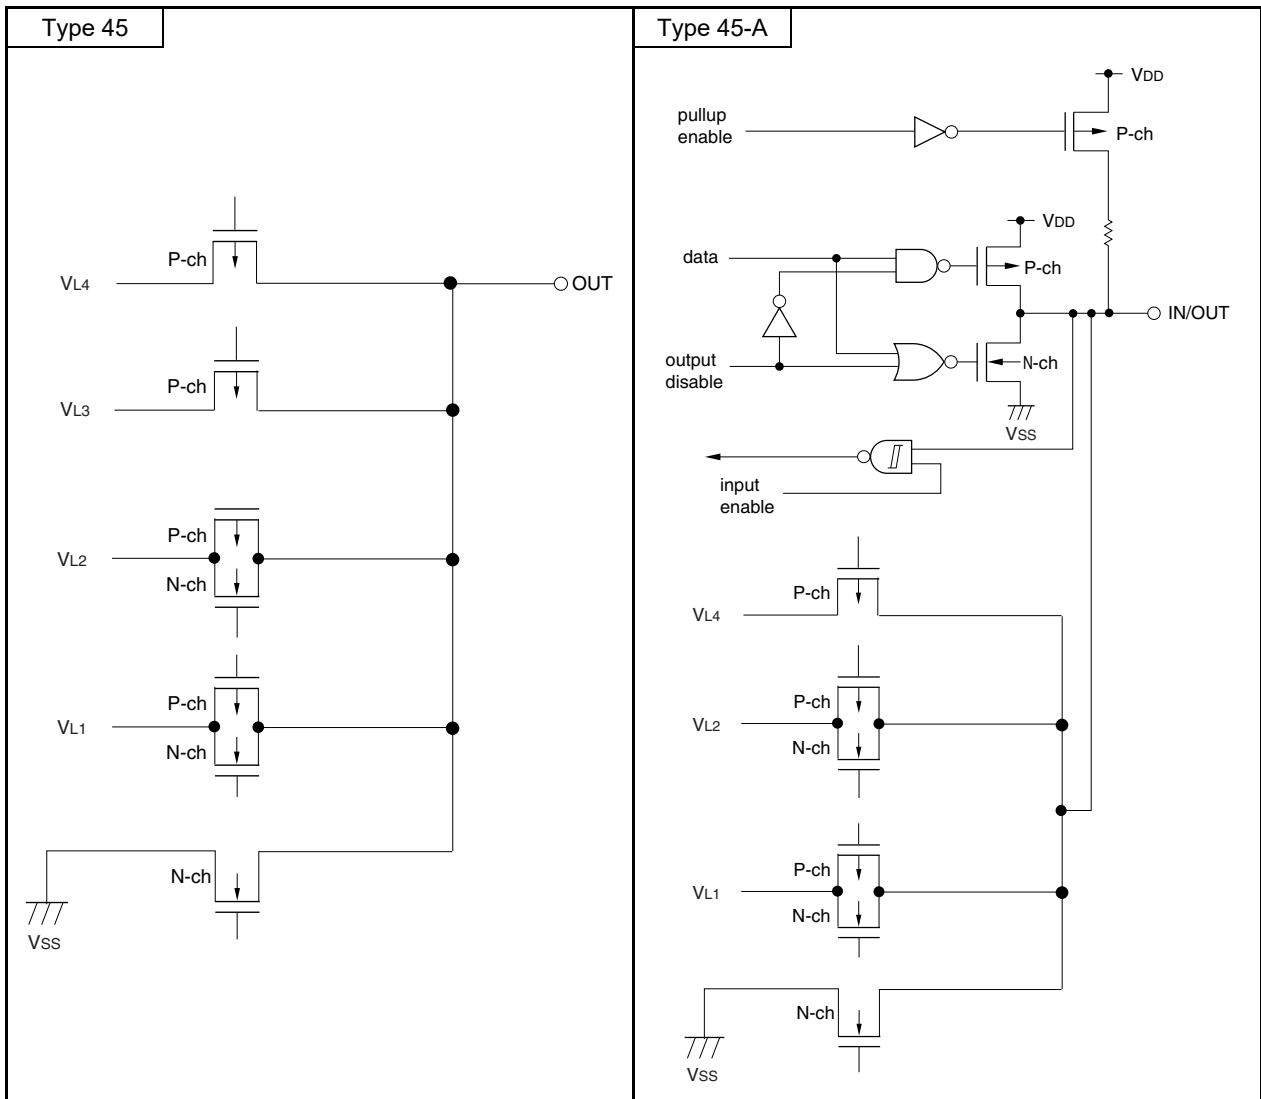 Type 45
P-ch
VL4
OUT
P-ch
VL3
P-ch
VL2
N-ch
P-ch
VL1
N-ch
N-ch
VSS
Type 45-A
VDD
pullup
enable
P-ch
VDD
data
P-ch
IN/OUT
output
disable
N-ch
VSS
input
enable
P-ch
VL4
P-ch
VL2
N-ch
P-ch
VL1
N-ch
N-ch
VSS